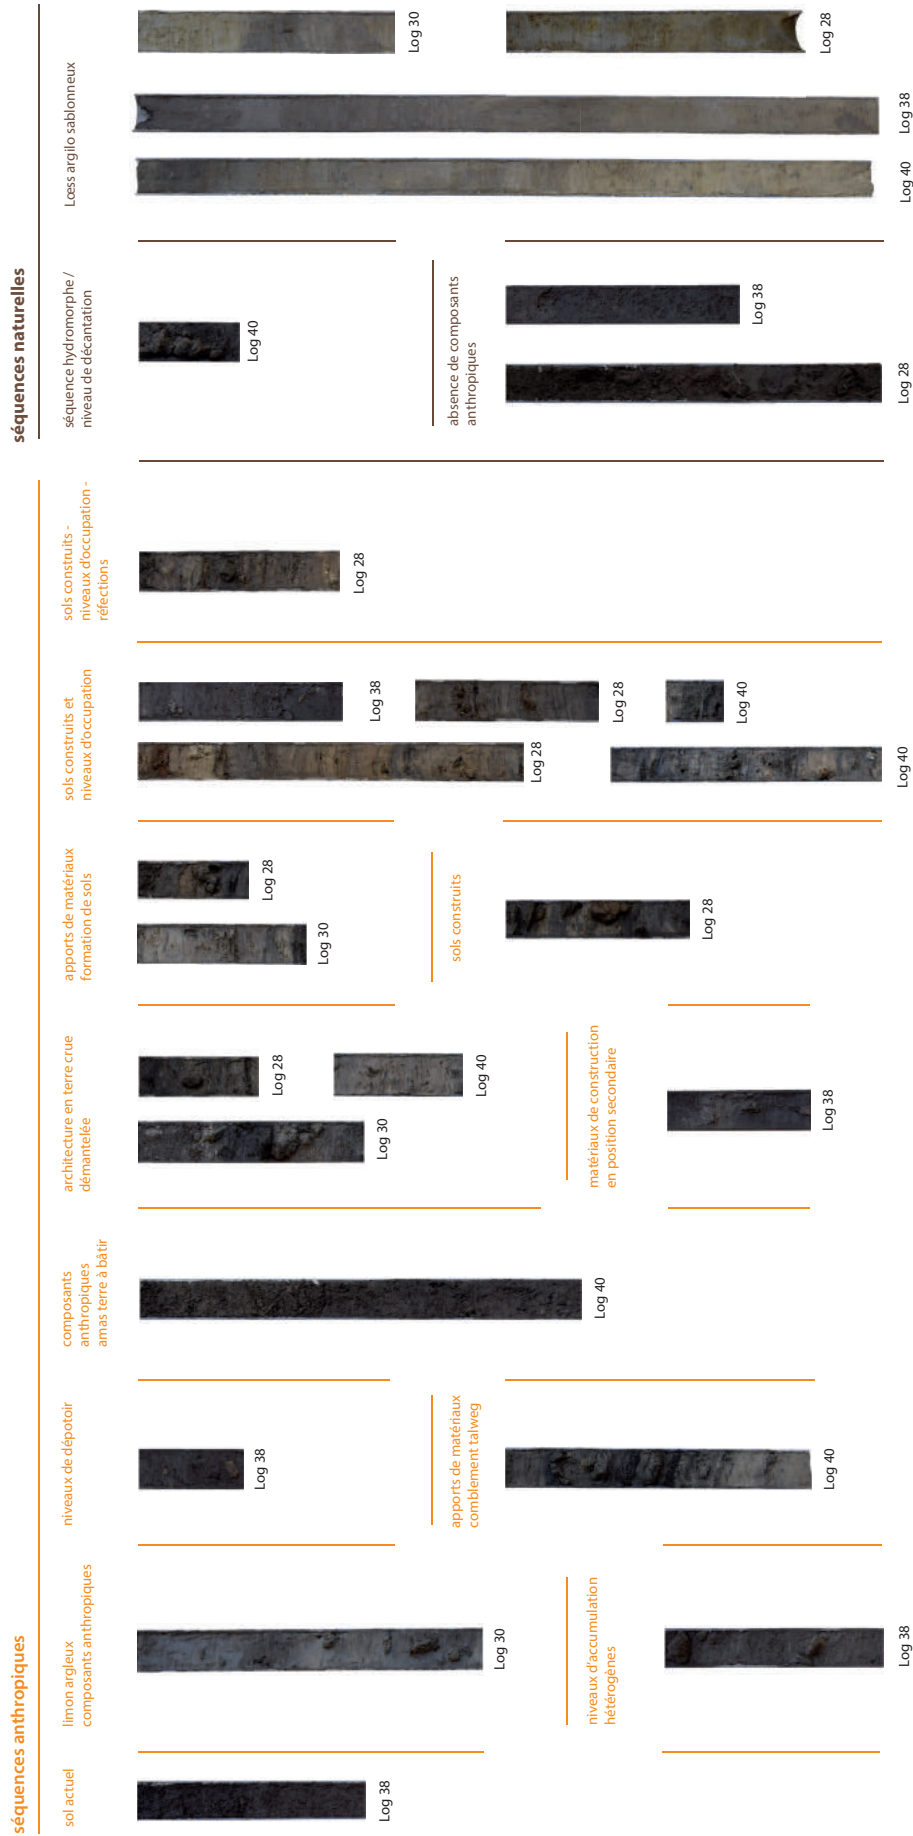 séquences anthropiques
sol actuel
Log 38
limon argleux
composants anthropiques
Log 30
niveaux d'accumulation
hétérogènes
Log 38
niveaux de dépotoir
Log 38
apports de matériaux
comblement talweg
Log 40
composants
anthropiques
amas terre à bâtir
Log 40
architecture en terre crue
démantelée
Log 30
Log 28
Log 40
matériaux de construction
en position secondaire
Log 38
apports de matériaux
formation de sols
Log 30
Log 28
sols construits
Log 28
sols construits et
niveaux d'occupation
Log 28
Log 38
Log 28
Log 40
Log 40
sols construits -
niveaux d'occupation -
réfections
Log 28
séquences naturelles
séquence hydromorphe /
niveau de décantation
Log 40
absence de composants
anthropiques
Log 28
Log 38
Lœss argilo sablonneux
Log 40
Log 38
Log 30
Log 28